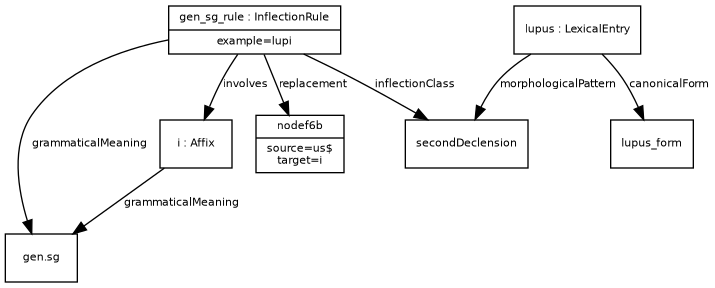 gen_sg_rule : InflectionRule
example=lupi
lupus : LexicalEntry
involves
replacement
inflectionClass
morphologicalPattern
canonicalForm
grammaticalMeaning
i : Affix
nodef6b
source=us$
target=i
secondDeclension
lupus_form
grammaticalMeaning
gen.sg